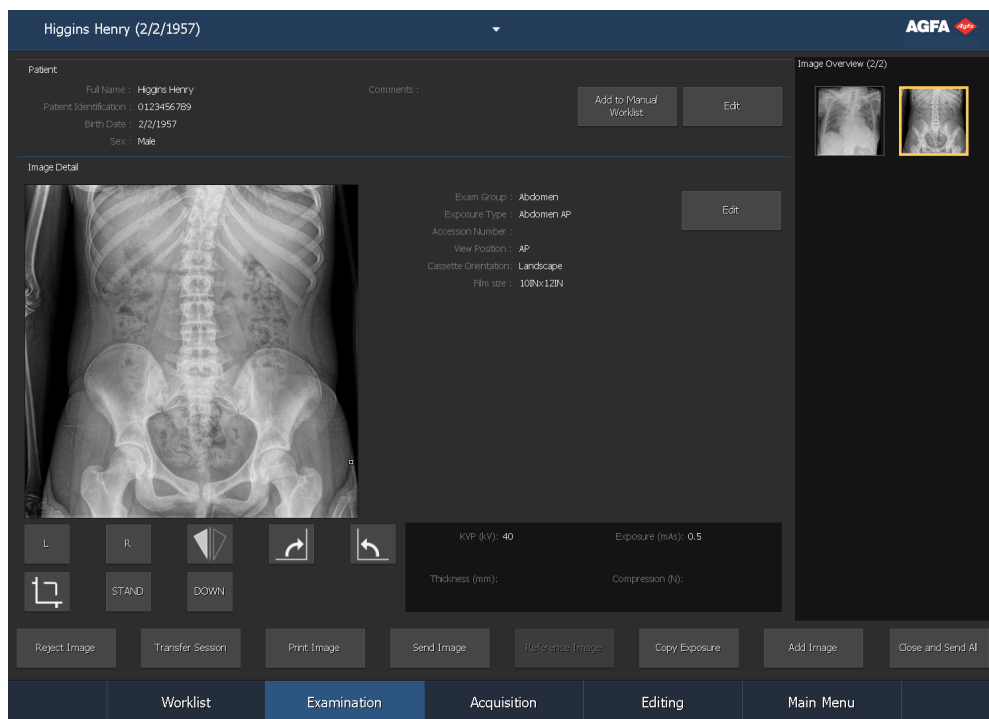 Higgins Henry (2/2/1957)
AGFA
Agfa
Patient
Full Name : Higgins Henry
Patient Identification : 0123456789
Birth Date : 2/2/1957
Sex : Male
Comments :
Add to Manual
Worklist
Edit
Image Overview (2/2)
Image Detail
Exam Group : Abdomen
Exposure Type : Abdomen AP
Accession Number :
View Position : AP
Cassette Orientation: Landscape
Film size : 10INx12IN
Edit
L
R
STAND
DOWN
KVP (kV): 40
Exposure (mAs): 0.5
Thickness (mm):
Compression (N):
Reject Image
Transfer Session
Print Image
Send Image
Reference Image
Copy Exposure
Add Image
Close and Send Al
Worklist
Examination
Acquisition
Editing
Main Menu